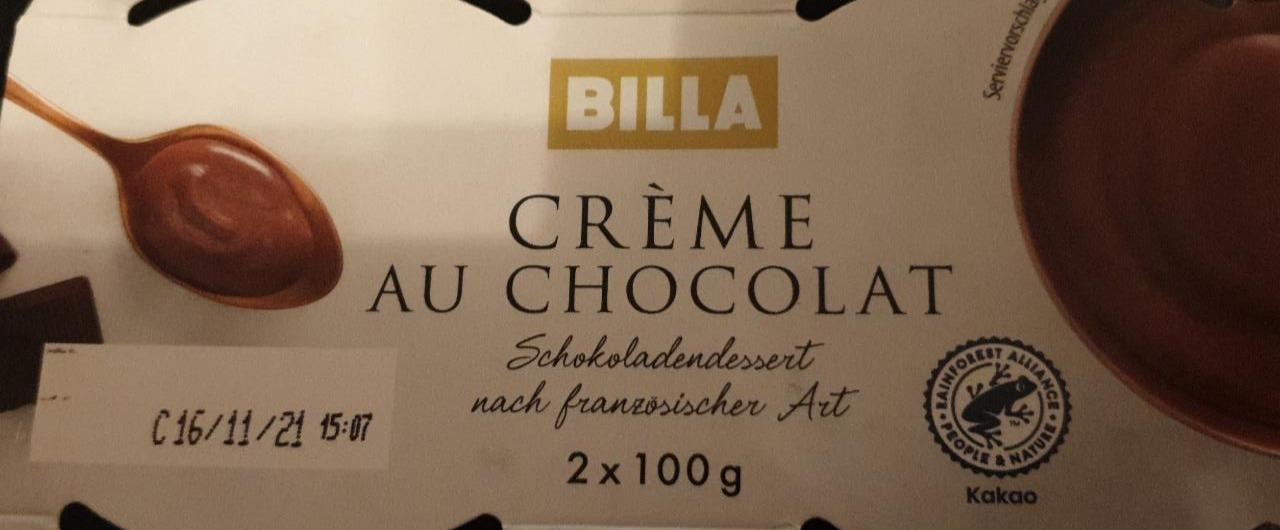 BILLA
CRÈME
AU CHOCOLAT
Schokoladendessert
nach französischer Art
2 x 100 g
C 16/11/21 15:07
RAINFOREST ALLIANCE
PEOPLE & NATURE
TM
Kakao